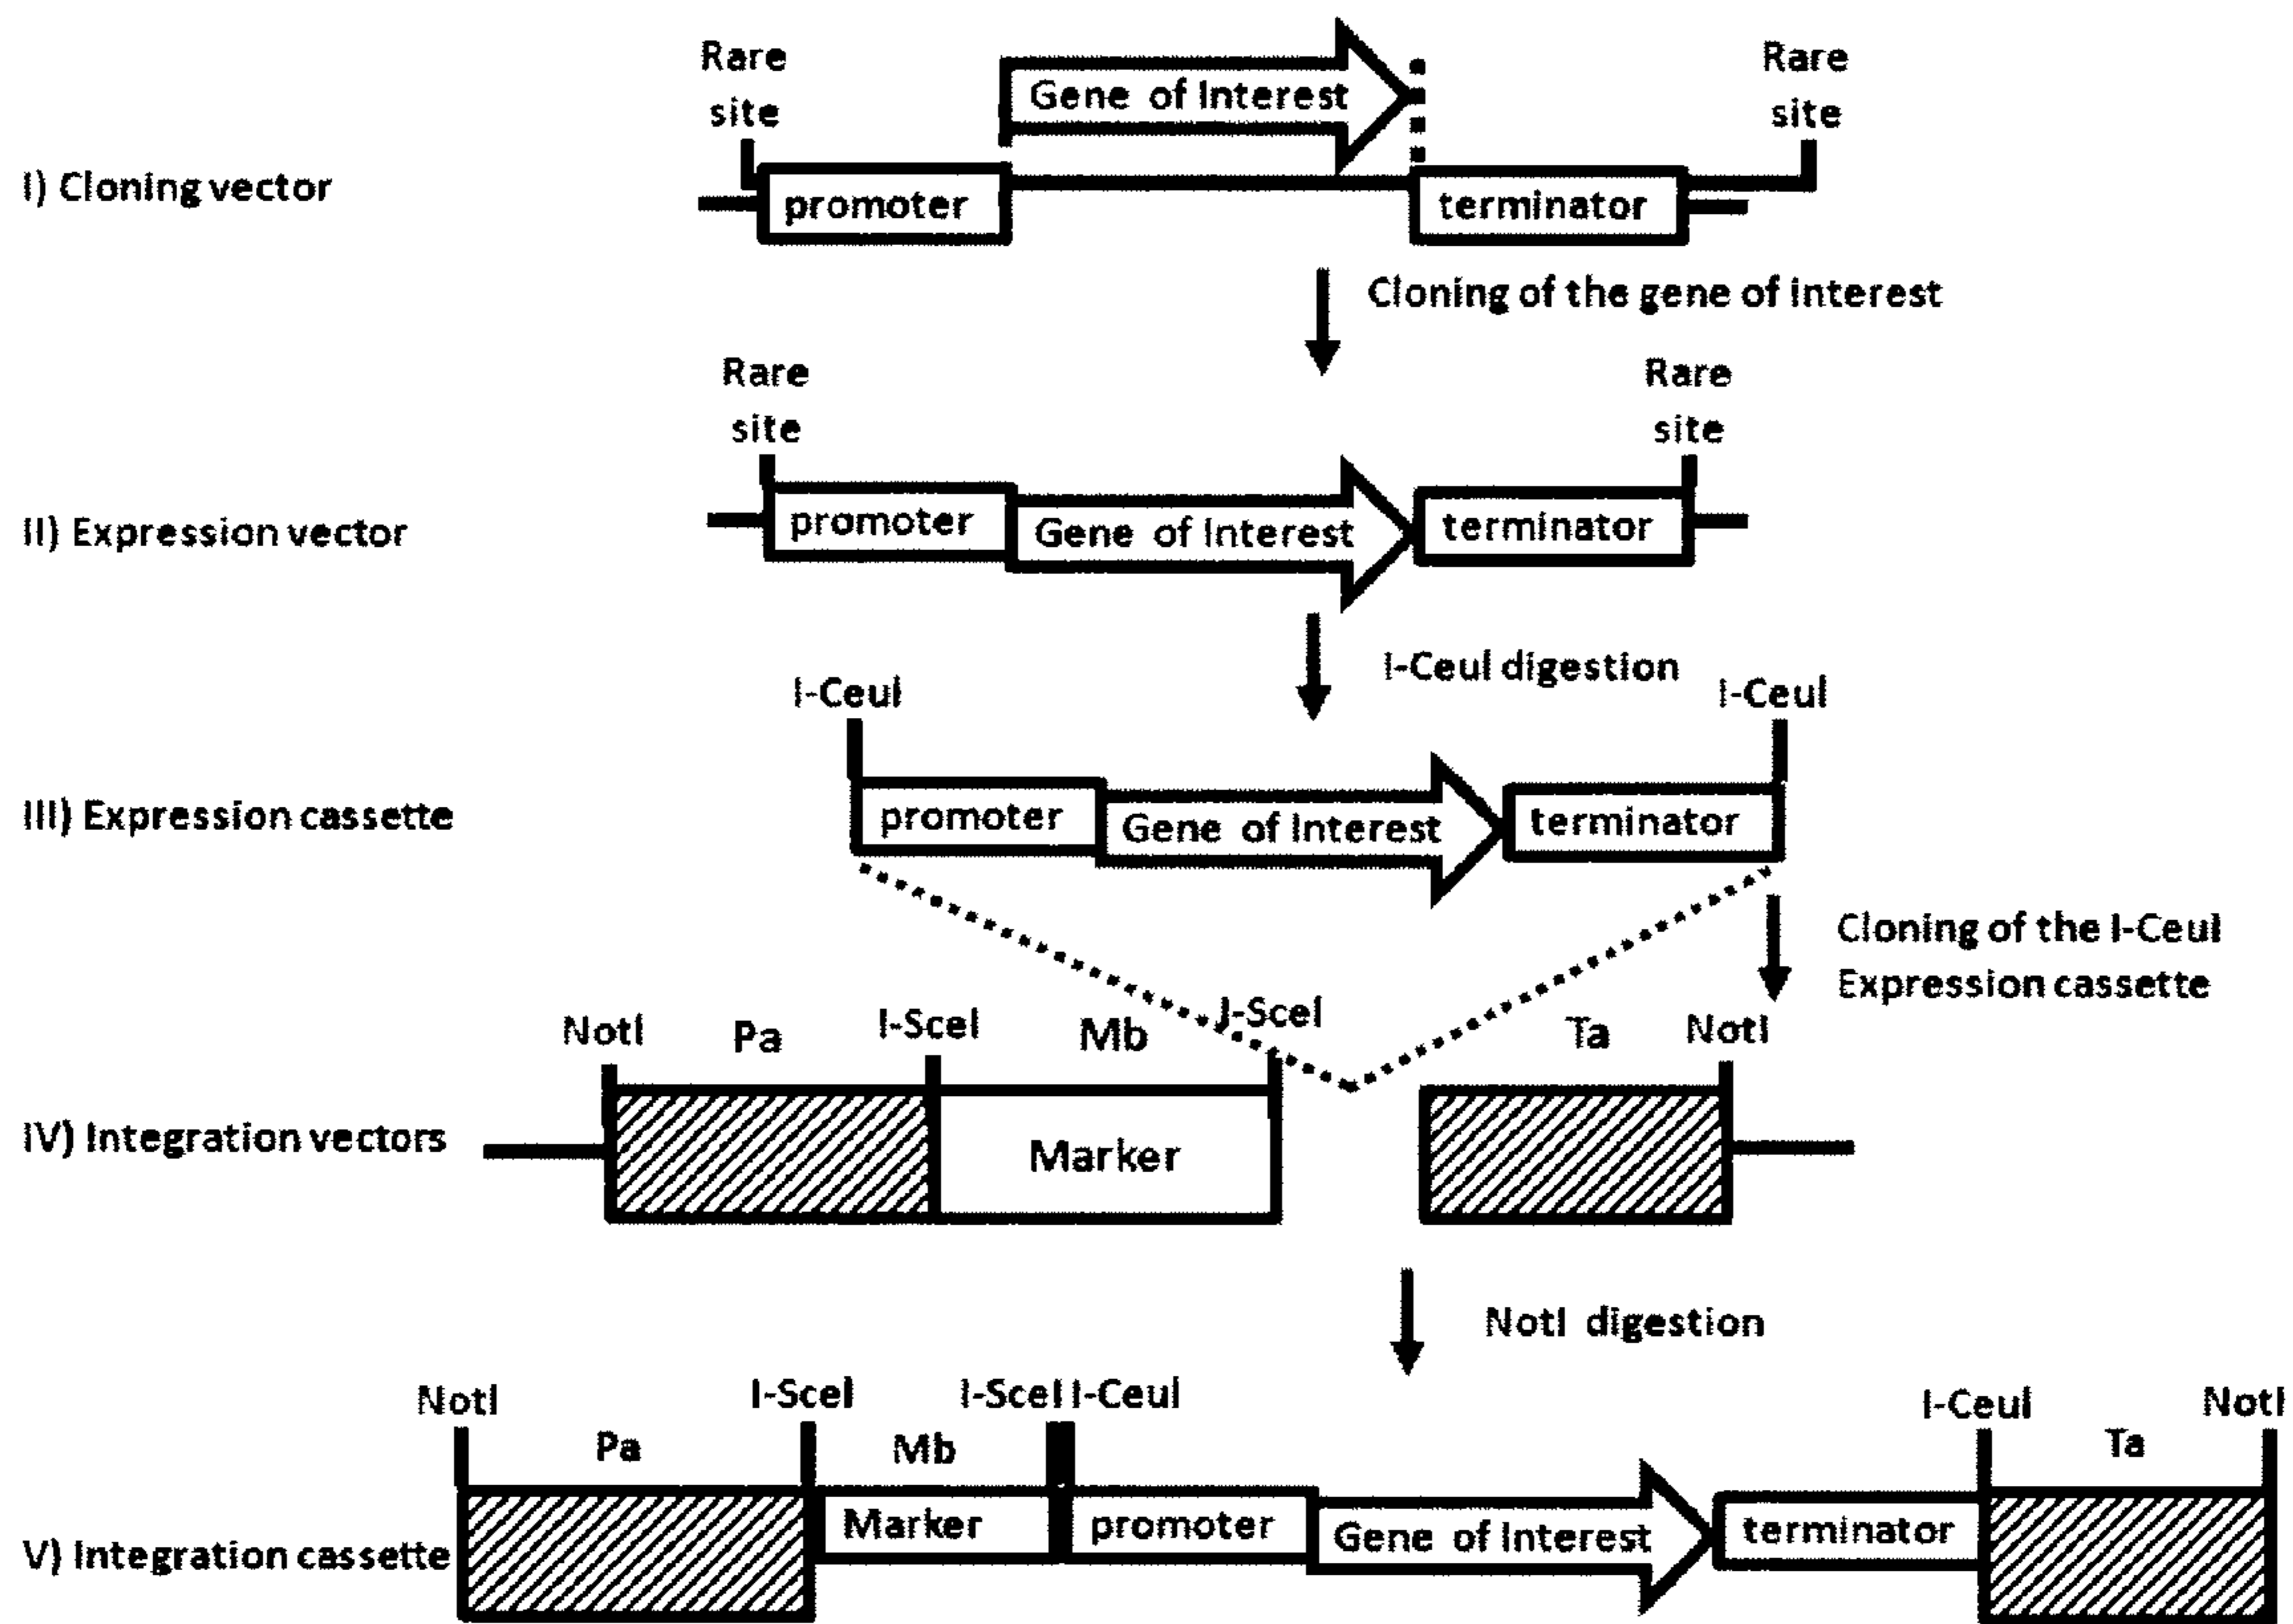 Rare
site
Gene of Interest
Rare
site
I) Cloning vector
promoter
terminator
Cloning of the gene of interest
Rare
site
Rare
site
II) Expression vector
promoter
Gene of Interest
terminator
I-CeuI digestion
I-CeuI
I-CeuI
III) Expression cassette
promoter
Gene of Interest
terminator
Cloning of the I-CeuI
Expression cassette
NotI
Pa
I-SceI
Mb
I-SceI
Ta
NotI
IV) Integration vectors
Marker
NotI digestion
NotI
Pa
I-SceI
Mb
I-SceI
I-CeuI
I-CeuI
Ta
NotI
V) Integration cassette
Marker
promoter
Gene of Interest
terminator